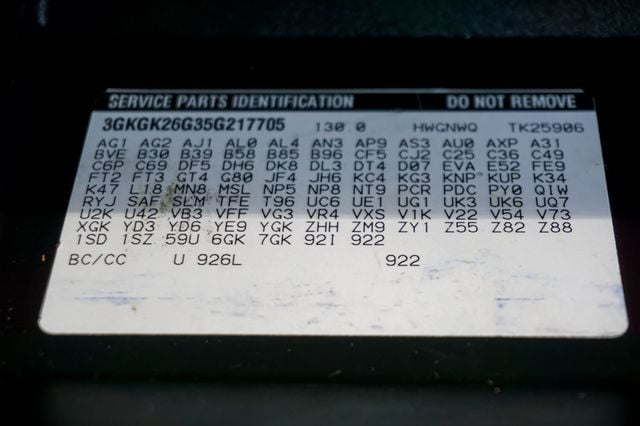 SERVICE PARTS IDENTIFICATION DO NOT REMOVE
3GKGK26G35G217705 130.0 HWGNWQ TK25906
AG1 AG2 AJ1 AL0 AL4 AN3 AP9 AS3 AU0 AXP A31
BVE B30 B39 B58 B85 B96 CF5 CJ2 C25 C36 C49
C6P C69 DF5 DH6 DK8 DL3 DT4 D07 EVA E52 FE9
FT2 FT3 GT4 G80 JF4 JH6 KC4 KG3 KNP KUP K34
K47 L18 MN8 MSL NP5 NP8 NT9 PCR PDC PY0 QIW
RYJ SAF SLM TFE T96 UC6 UE1 UG1 UK3 UK6 UQ7
U2K U42 VB3 VFF VG3 VR4 VXS V1K V22 V54 V73
XGK YD3 YD6 YE9 YGK ZHH ZM9 ZY1 Z55 Z82 Z88
1SD 1SZ 59U 6GK 7GK 92I 922
BC/CC U 926L 922